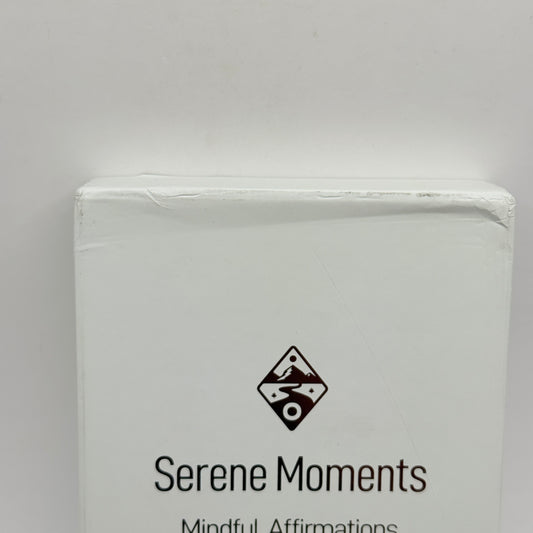 Serene Moments
Mindful Affirmations